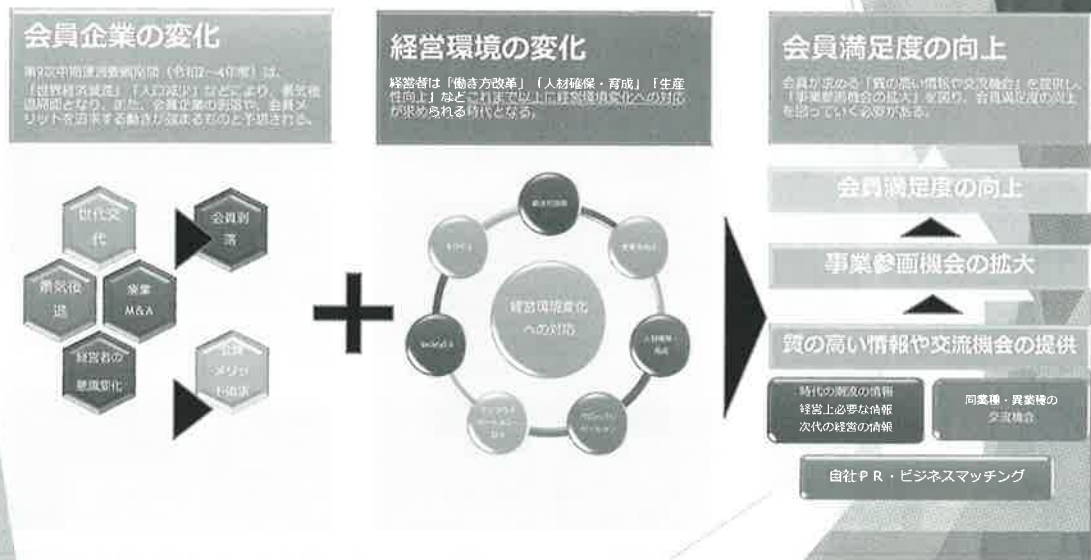 会員企業の変化
第9次中期運営戦略期間（令和2～4年度）は、
「世界経済減退」「人口減少」などにより、景気後
退局面となり、また、会員企業の脱落や、会員メ
リットを追求する動きが強まるものと予想される。
世代交
代
景気後
退
廃業
M&A
経営者の
意識変化
会員脱
落
会員
メリッ
ト追求
経営環境の変化
経営者は「働き方改革」「人材確保・育成」「生産
性向上」などこれまで以上に経営環境変化への対応
が求められる時代となる。
経営環境変化
への対応
人材確保・
育成
会員満足度の向上
会員が求める「質の高い情報や交流機会」を提供し、
「事業参画機会の拡大」を図り、会員満足度の向上
を図っていく必要がある。
会員満足度の向上
事業参画機会の拡大
質の高い情報や交流機会の提供
時代の潮流の情報
経営上必要な情報
次代の経営の情報
同業種・異業種の
交流機会
自社ＰＲ・ビジネスマッチング